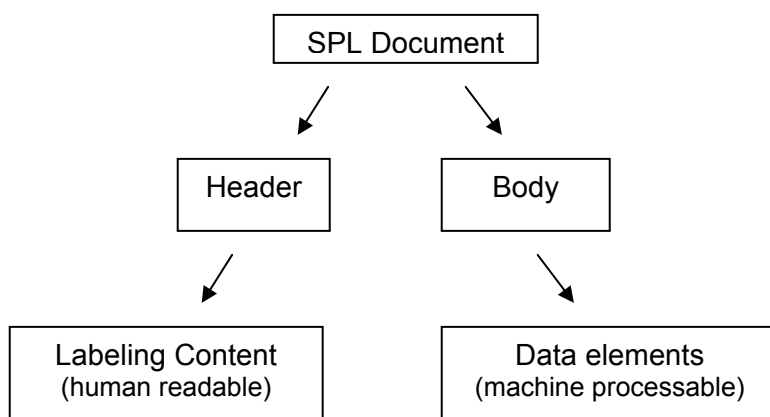 SPL Document
Header
Body
Labeling Content
(human readable)
Data elements
(machine processable)